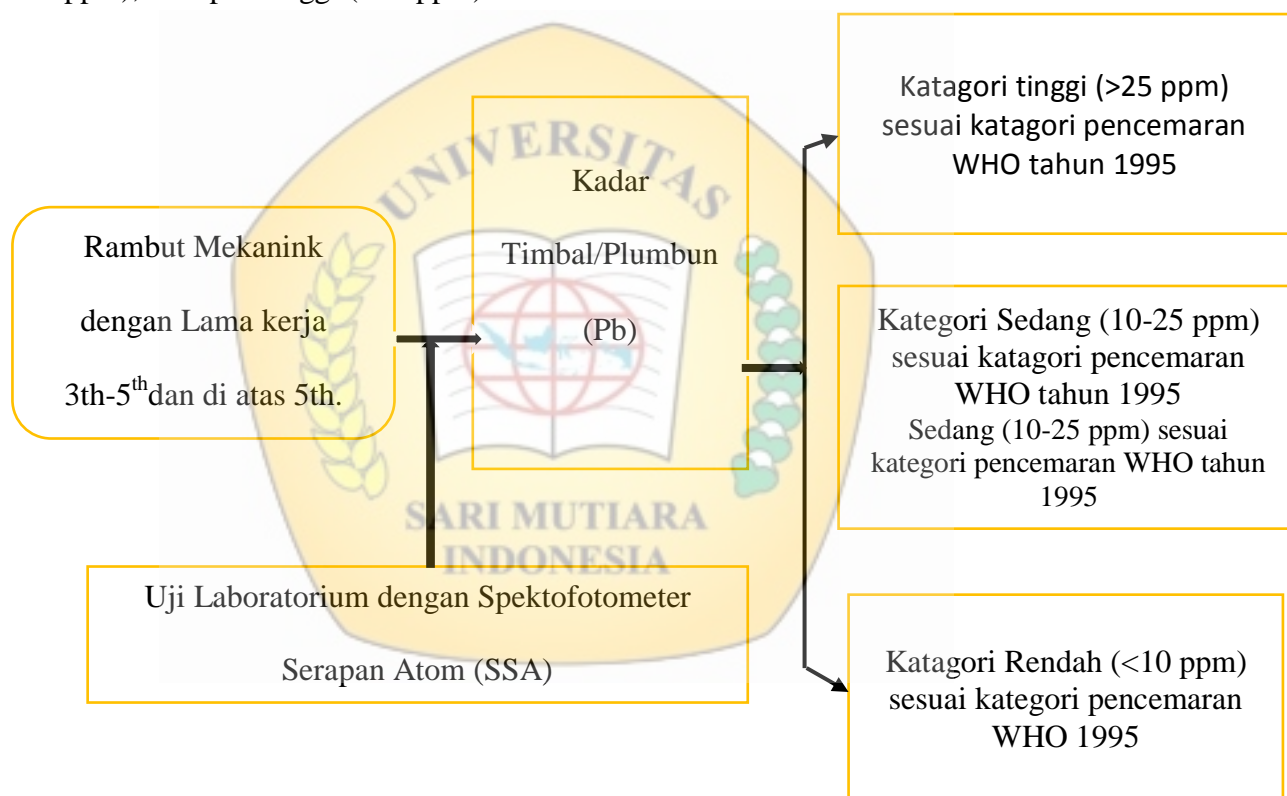 Katagori tinggi (>25 ppm)
sesuai katagori pencemaran
WHO tahun 1995
UNIVERSITAS
Kadar
Timbal/Plumbun
(Pb)
Rambut Mekanink
dengan Lama kerja
3th-5th dan di atas 5th.
Kategori Sedang (10-25 ppm)
sesuai katagori pencemaran
WHO tahun 1995
Sedang (10-25 ppm) sesuai
kategori pencemaran WHO tahun
1995
SARI MUTIARA
INDONESIA
Uji Laboratorium dengan Spektofotometer
Serapan Atom (SSA)
Katagori Rendah (<10 ppm)
sesuai kategori pencemaran
WHO 1995